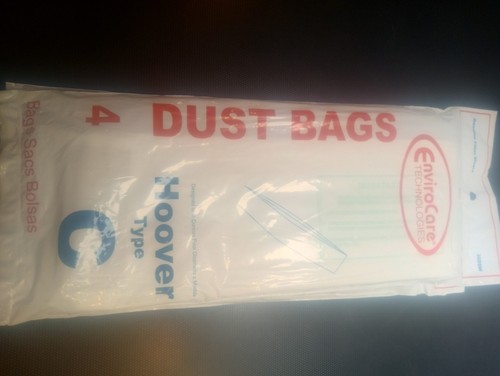 EnviroCare®
TECHNOLOGIES
DUST BAGS
Hoover
Type
C
4
Bags Sacs Bolsas